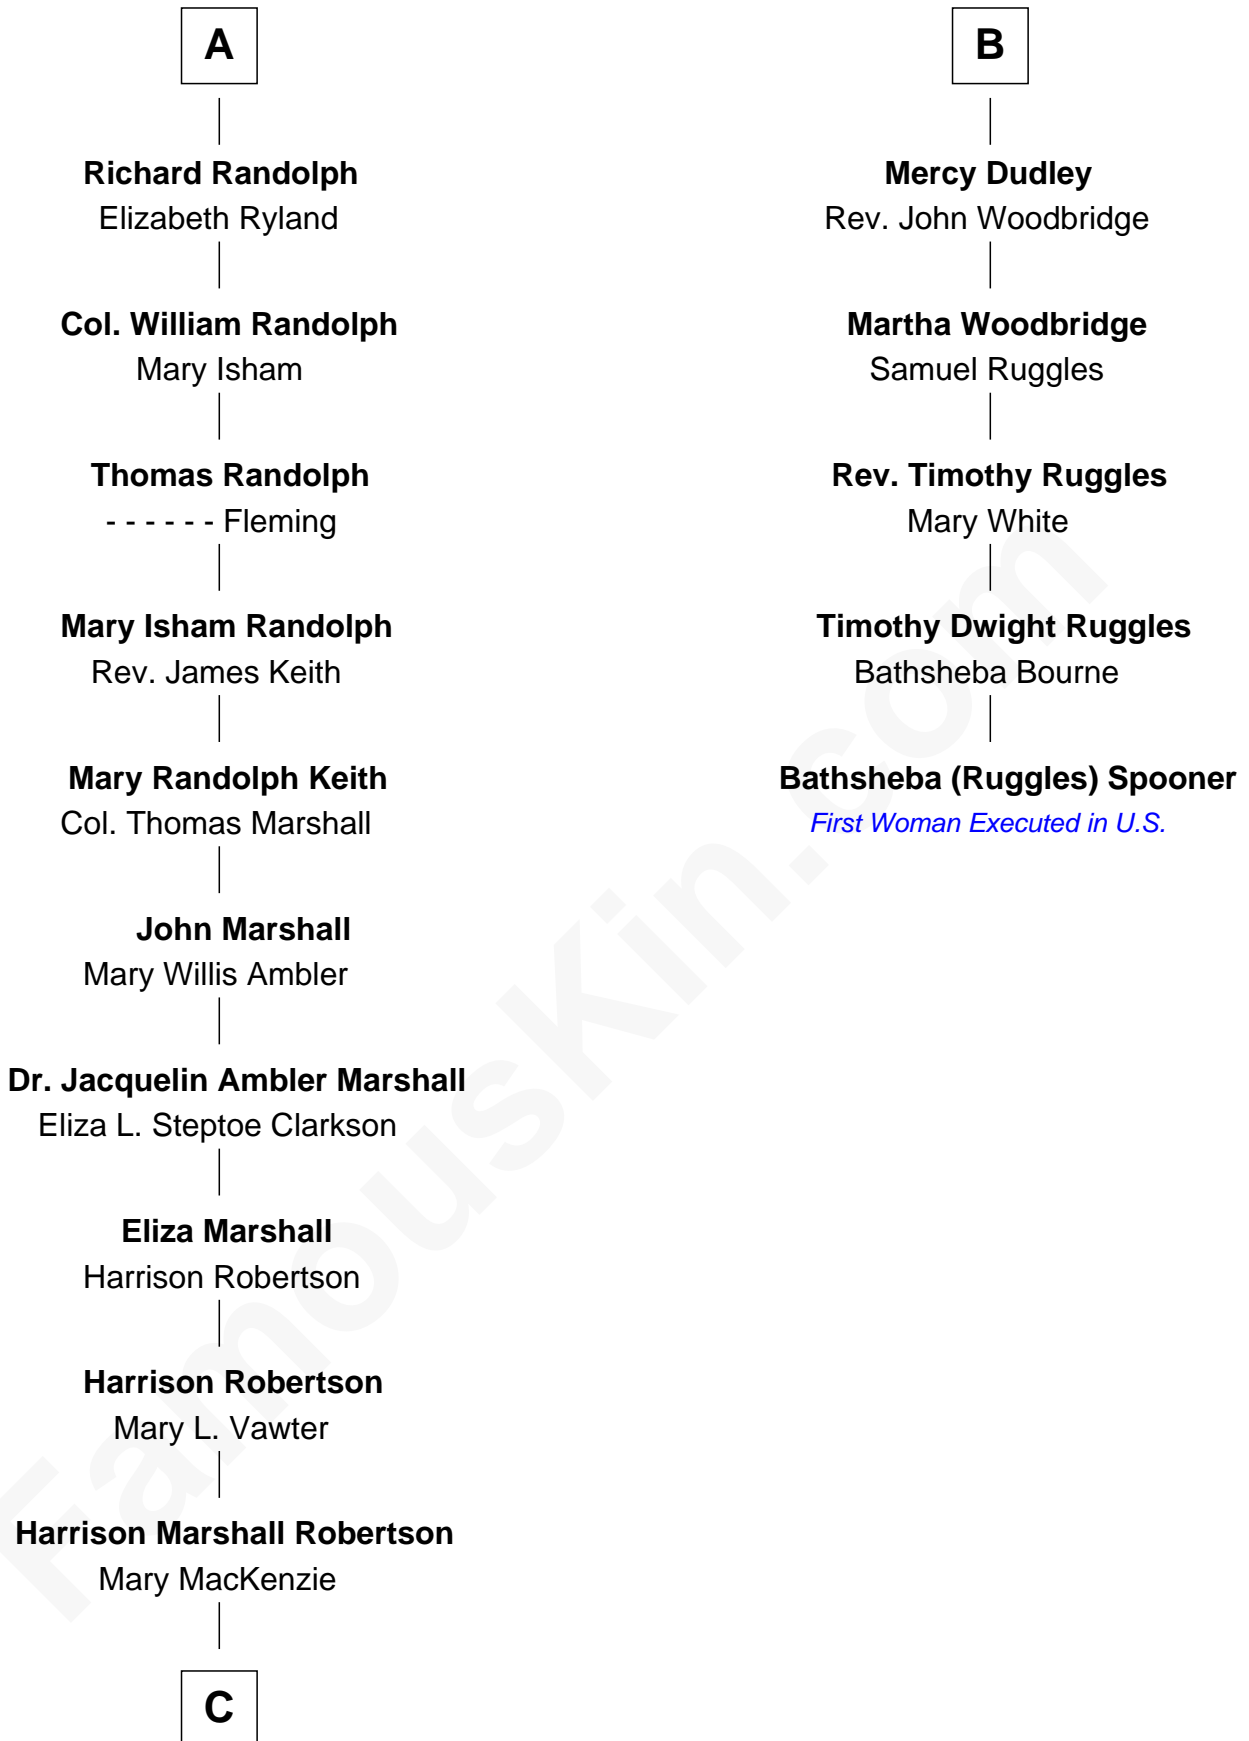 A
Richard Randolph
Elizabeth Ryland
Col. William Randolph
Mary Isham
Thomas Randolph
- - - - - - Fleming
Mary Isham Randolph
Rev. James Keith
Mary Randolph Keith
Col. Thomas Marshall
John Marshall
Mary Willis Ambler
Dr. Jacquelin Ambler Marshall
Eliza L. Steptoe Clarkson
Eliza Marshall
Harrison Robertson
Harrison Robertson
Mary L. Vawter
Harrison Marshall Robertson
Mary MacKenzie
C
B
Mercy Dudley
Rev. John Woodbridge
Martha Woodbridge
Samuel Ruggles
Rev. Timothy Ruggles
Mary White
Timothy Dwight Ruggles
Bathsheba Bourne
Bathsheba (Ruggles) Spooner
First Woman Executed in U.S.
FamousKin.com